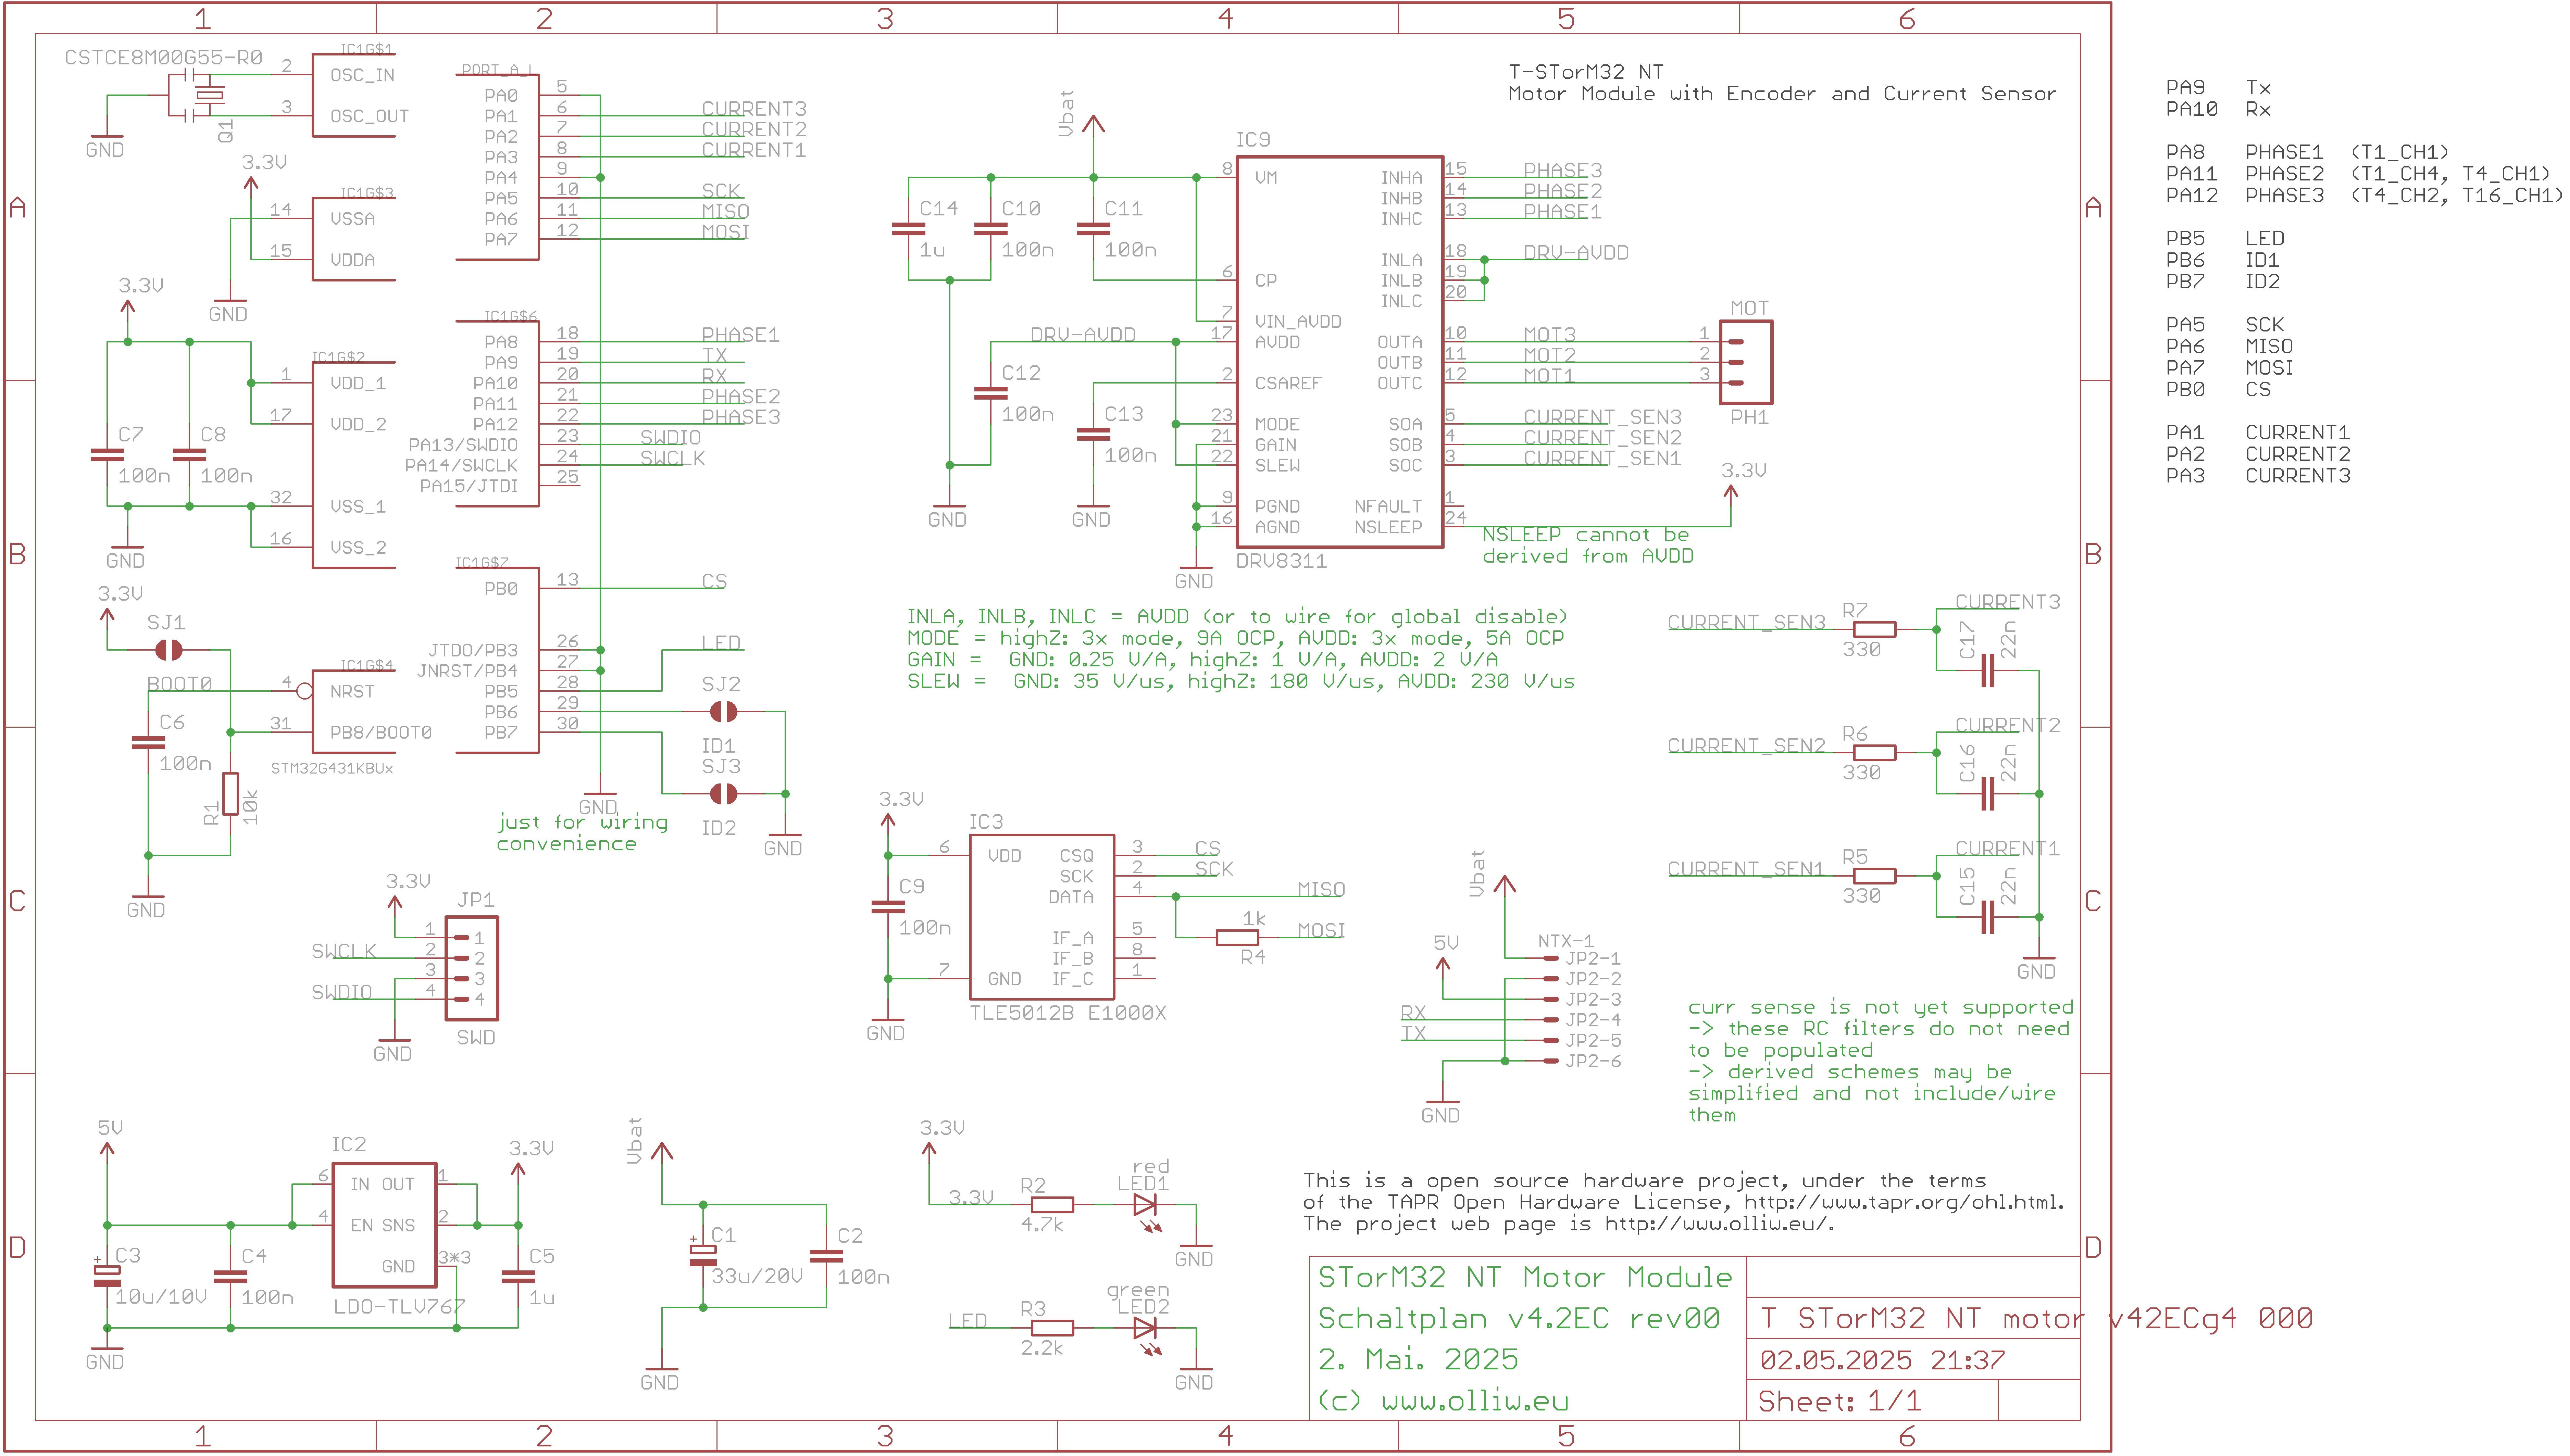 1 2 3 4 5 6
A
B
C
D
CSTCE8M00G55-R0
Q1
GND
IC1G$1
2 OSC_IN
3 OSC_OUT
3.3V
IC1G$3
14 VSSA
15 VDDA
GND
3.3V
IC1G$2
1 VDD_1
17 VDD_2
32 VSS_1
16 VSS_2
C7
100n
C8
100n
GND
3.3V
SJ1
IC1G$4
BOOT0
4 NRST
31 PB8/BOOT0
STM32G431KBUx
C6
100n
R1
10k
GND
PORT_A_L
PA0 5
PA1 6 CURRENT3
PA2 7 CURRENT2
PA3 8 CURRENT1
PA4 9
PA5 10 SCK
PA6 11 MISO
PA7 12 MOSI
IC1G$6
PA8 18 PHASE1
PA9 19 TX
PA10 20 RX
PA11 21 PHASE2
PA12 22 PHASE3
PA13/SWDIO 23 SWDIO
PA14/SWCLK 24 SWCLK
PA15/JTDI 25
IC1G$7
PB0 13 CS
JTDO/PB3 26
JNRST/PB4 27
PB5 28 LED
PB6 29
PB7 30
SJ2
ID1
SJ3
ID2
GND
GND
just for wiring
convenience
3.3V
JP1
1 1
SWCLK 2 2
3 3
SWDIO 4 4
SWD
GND
T-STorM32 NT
Motor Module with Encoder and Current Sensor
Vbat
C14
1u
C10
100n
C11
100n
DRV-AVDD
C12
100n
C13
100n
GND
GND
GND
IC9
8 VM
6 CP
7 VIN_AVDD
17 AVDD
2 CSAREF
23 MODE
21 GAIN
22 SLEW
9 PGND
16 AGND
INHA 15 PHASE3
INHB 14 PHASE2
INHC 13 PHASE1
INLA 18 DRV-AVDD
INLB 19
INLC 20
OUTA 10 MOT3
OUTB 11 MOT2
OUTC 12 MOT1
SOA 5 CURRENT_SEN3
SOB 4 CURRENT_SEN2
SOC 3 CURRENT_SEN1
NFAULT 1
NSLEEP 24
DRV8311
MOT
1
2
3
PH1
3.3V
NSLEEP cannot be
derived from AVDD
INLA, INLB, INLC = AVDD (or to wire for global disable)
MODE = highZ: 3x mode, 9A OCP, AVDD: 3x mode, 5A OCP
GAIN = GND: 0.25 V/A, highZ: 1 V/A, AVDD: 2 V/A
SLEW = GND: 35 V/us, highZ: 180 V/us, AVDD: 230 V/us
CURRENT_SEN3 R7 330 CURRENT3 C17 22n
CURRENT_SEN2 R6 330 CURRENT2 C16 22n
CURRENT_SEN1 R5 330 CURRENT1 C15 22n
GND
3.3V
C9
100n
GND
IC3
6 VDD
7 GND
CSQ 3 CS
SCK 2 SCK
DATA 4 MISO
IF_A 5
IF_B 8
IF_C 1
1k
R4
MOSI
TLE5012B E1000X
Vbat
5V
NTX-1
JP2-1
JP2-2
JP2-3
RX JP2-4
TX JP2-5
JP2-6
GND
curr sense is not yet supported
-> these RC filters do not need
to be populated
-> derived schemes may be
simplified and not include/wire
them
5V
C3
10u/10V
C4
100n
GND
IC2
6 IN OUT 1
4 EN SNS 2
GND 3*3
LDO-TLV767
3.3V
C5
1u
Vbat
C1
33u/20V
C2
100n
GND
3.3V
3.3V R2 4.7k
red
LED1
GND
LED R3 2.2k
green
LED2
GND
This is a open source hardware project, under the terms
of the TAPR Open Hardware License, http://www.tapr.org/ohl.html.
The project web page is http://www.olliw.eu/.
STorM32 NT Motor Module
Schaltplan v4.2EC rev00
2. Mai. 2025
(c) www.olliw.eu
T STorM32 NT motor v42ECg4 000
02.05.2025 21:37
Sheet: 1/1
PA9 Tx
PA10 Rx
PA8 PHASE1 (T1_CH1)
PA11 PHASE2 (T1_CH4, T4_CH1)
PA12 PHASE3 (T4_CH2, T16_CH1)
PB5 LED
PB6 ID1
PB7 ID2
PA5 SCK
PA6 MISO
PA7 MOSI
PB0 CS
PA1 CURRENT1
PA2 CURRENT2
PA3 CURRENT3
A
B
C
D
1 2 3 4 5 6